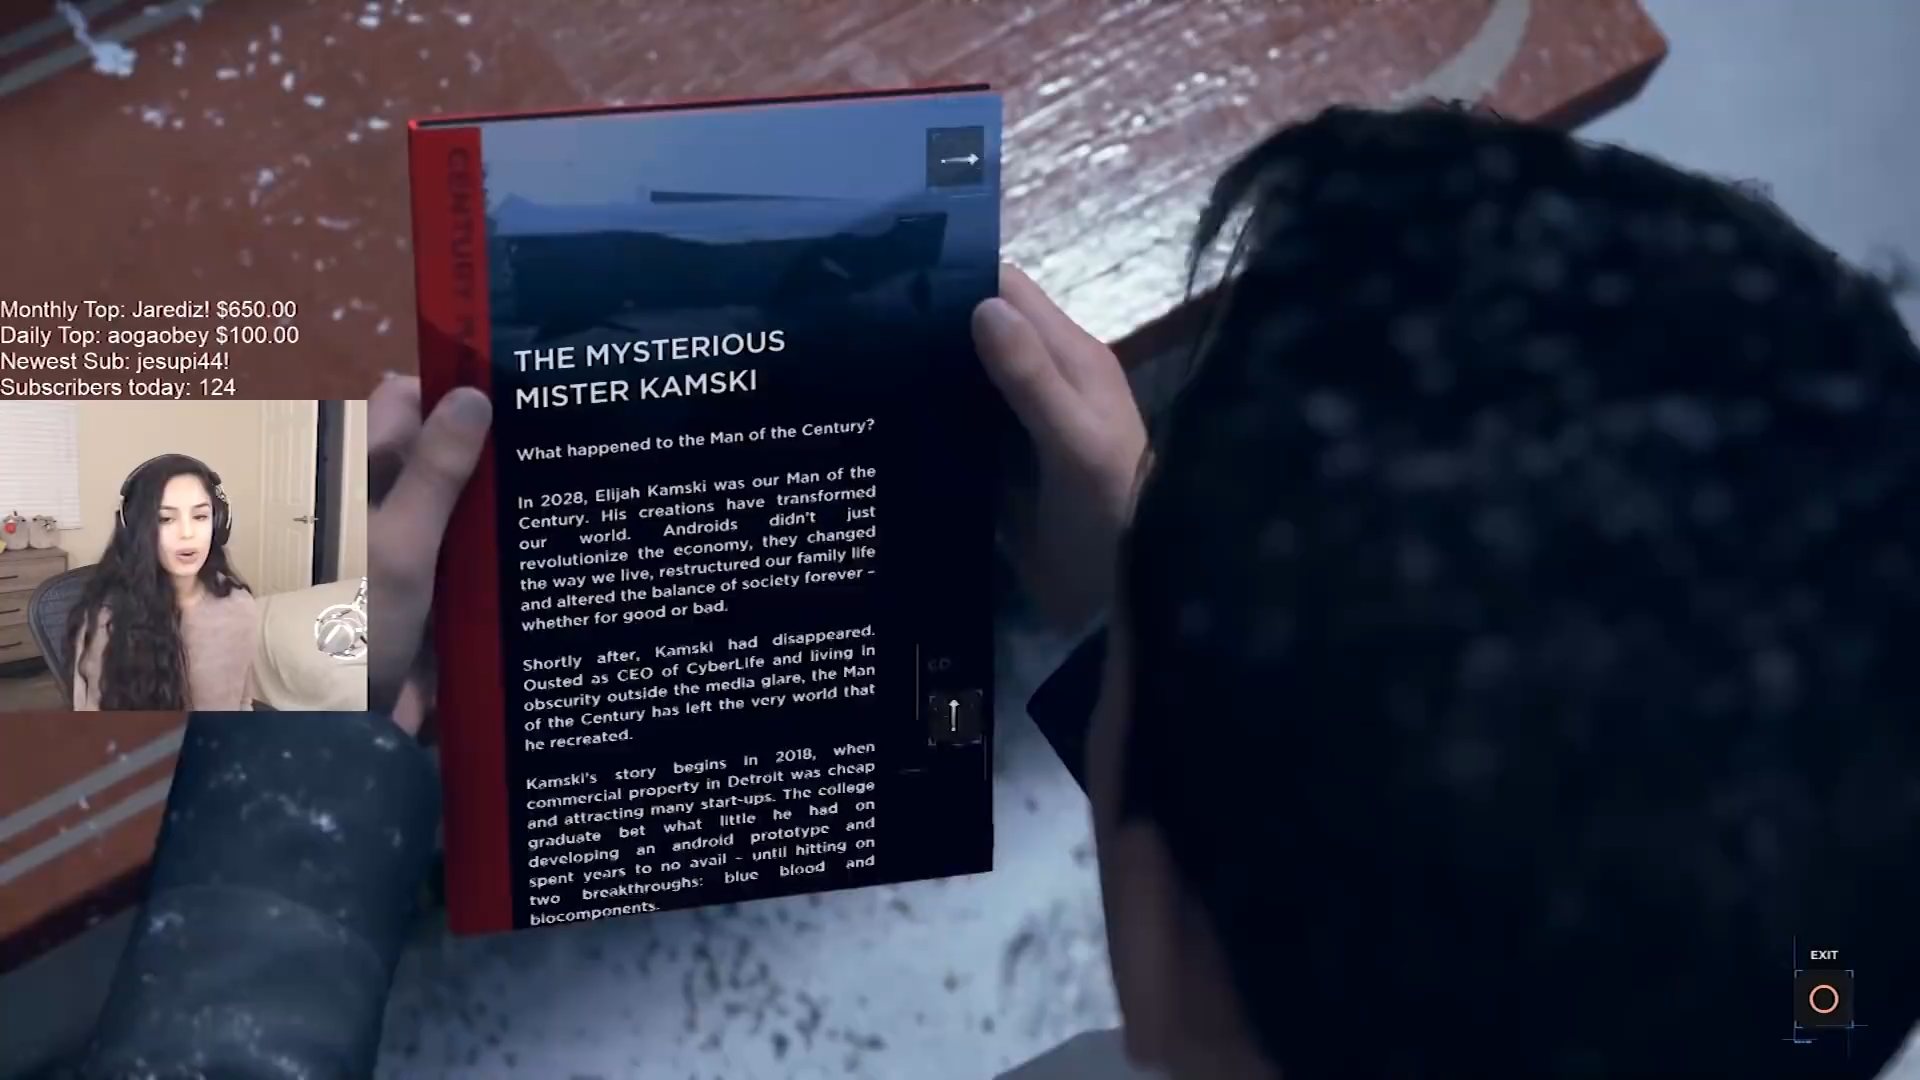 Monthly Top: Jarediz! $650.00
Daily Top: aogaobey $100.00
Newest Sub: jesupi44!
Subscribers today: 124
CENTURY
THE MYSTERIOUS
MISTER KAMSKI
What happened to the Man of the Century?
In 2028, Elijah Kamski was our Man of the
Century. His creations have transformed
our world. Androids didn't just
revolutionize the economy, they changed
the way we live, restructured our family life
and altered the balance of society forever –
whether for good or bad.
Shortly after, Kamski had disappeared.
Ousted as CEO of CyberLife and living in
obscurity outside the media glare, the Man
of the Century has left the very world that
he recreated.
Kamski's story begins in 2018, when
commercial property in Detroit was cheap
and attracting many start-ups. The college
graduate bet what little he had on
developing an android prototype and
spent years to no avail – until hitting on
two breakthroughs: blue blood and
biocomponents.
EXIT